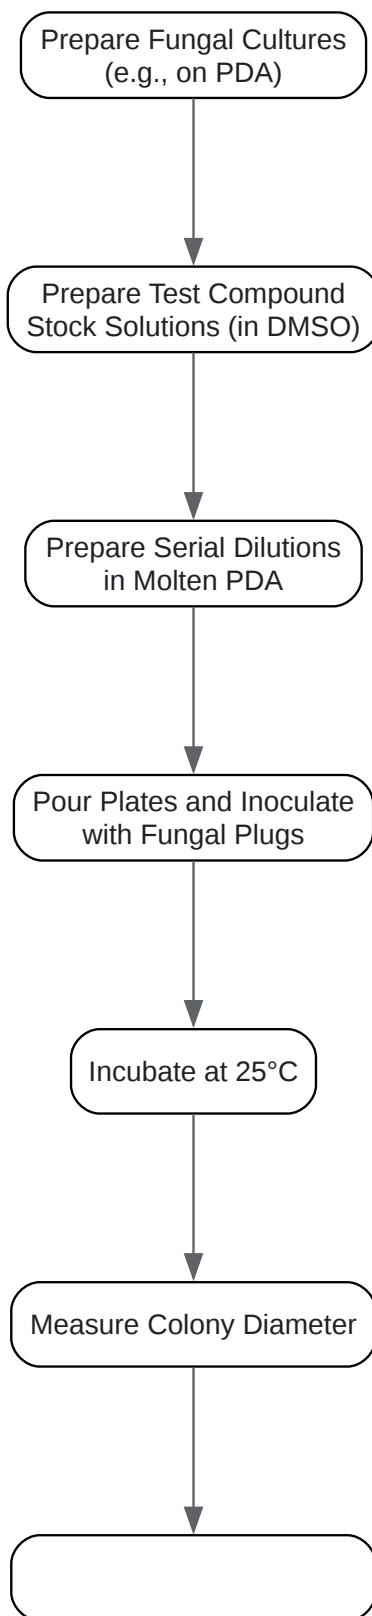 Prepare Fungal Cultures
(e.g., on PDA)
Prepare Test Compound
Stock Solutions (in DMSO)
Prepare Serial Dilutions
in Molten PDA
Pour Plates and Inoculate
with Fungal Plugs
Incubate at 25°C
Measure Colony Diameter